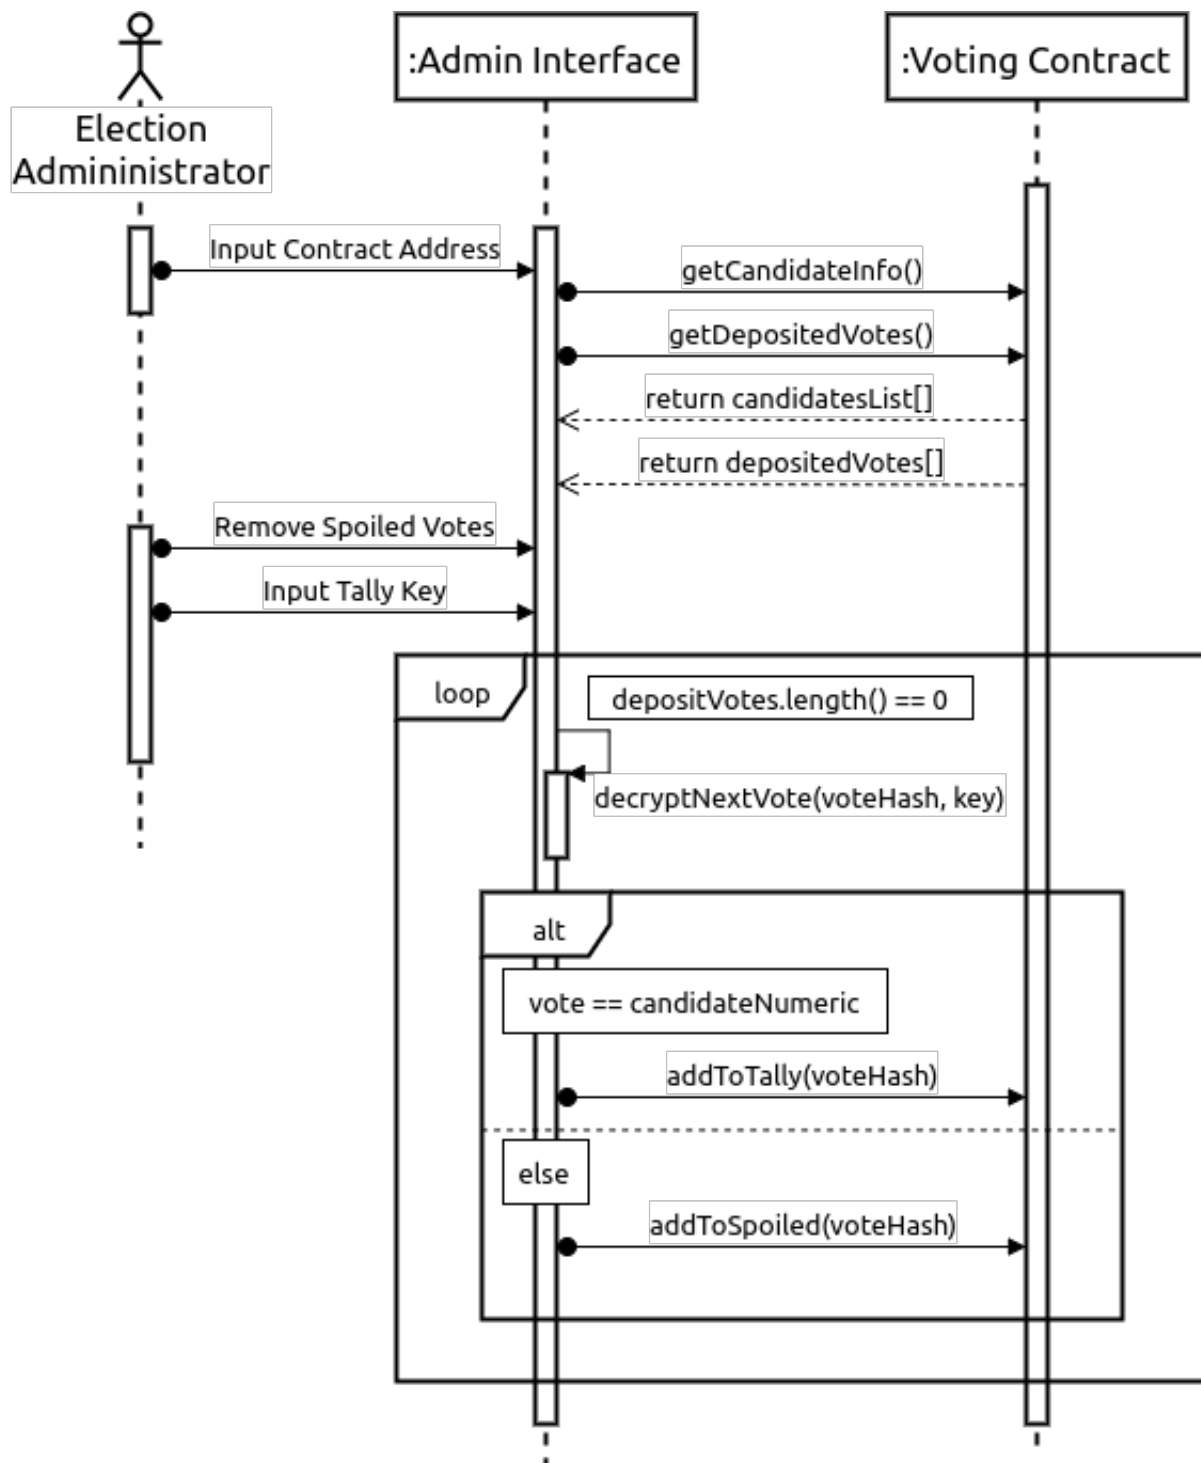 :Admin Interface
:Voting Contract
Election
Admininistrator
Input Contract Address
getCandidateInfo()
getDepositedVotes()
return candidatesList[]
return depositedVotes[]
Remove Spoiled Votes
Input Tally Key
loop
depositVotes.length() == 0
decryptNextVote(voteHash, key)
alt
vote == candidateNumeric
addToTally(voteHash)
else
addToSpoiled(voteHash)